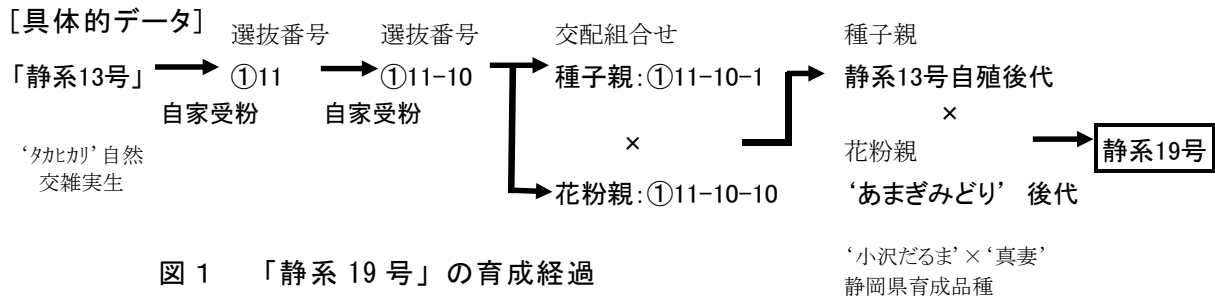 [具体的データ]
選抜番号 選抜番号 交配組合せ 種子親
「静系13号」 ①11 ①11-10 種子親:①11-10-1 静系13号自殖後代
自家受粉 自家受粉 × ×
‘タカヒカリ’自然 花粉親 静系19号
交雑実生 花粉親:①11-10-10 ‘あまぎみどり’ 後代
‘小沢だるま’×‘真妻’
図1 「静系19号」の育成経過 静岡県育成品種